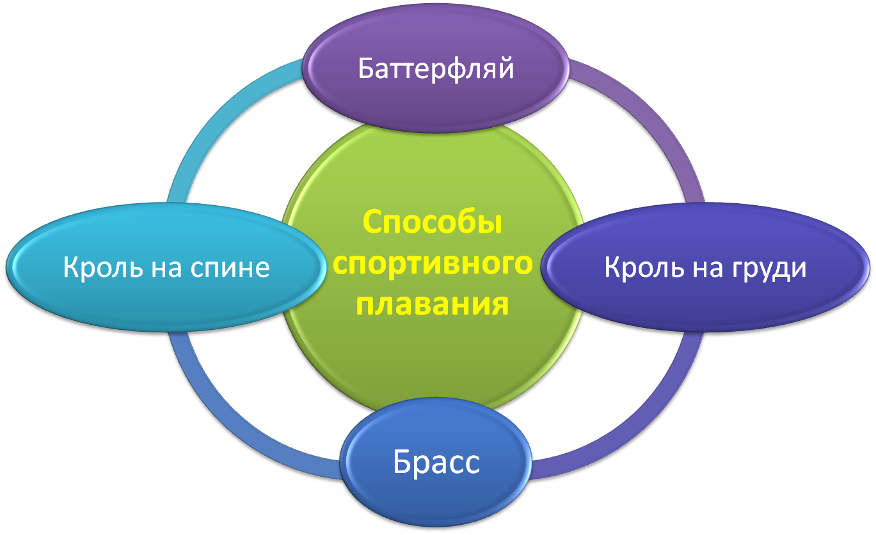 Баттерфляй
Способы
спортивного
плавания
Кроль на спине
Кроль на груди
Брасс